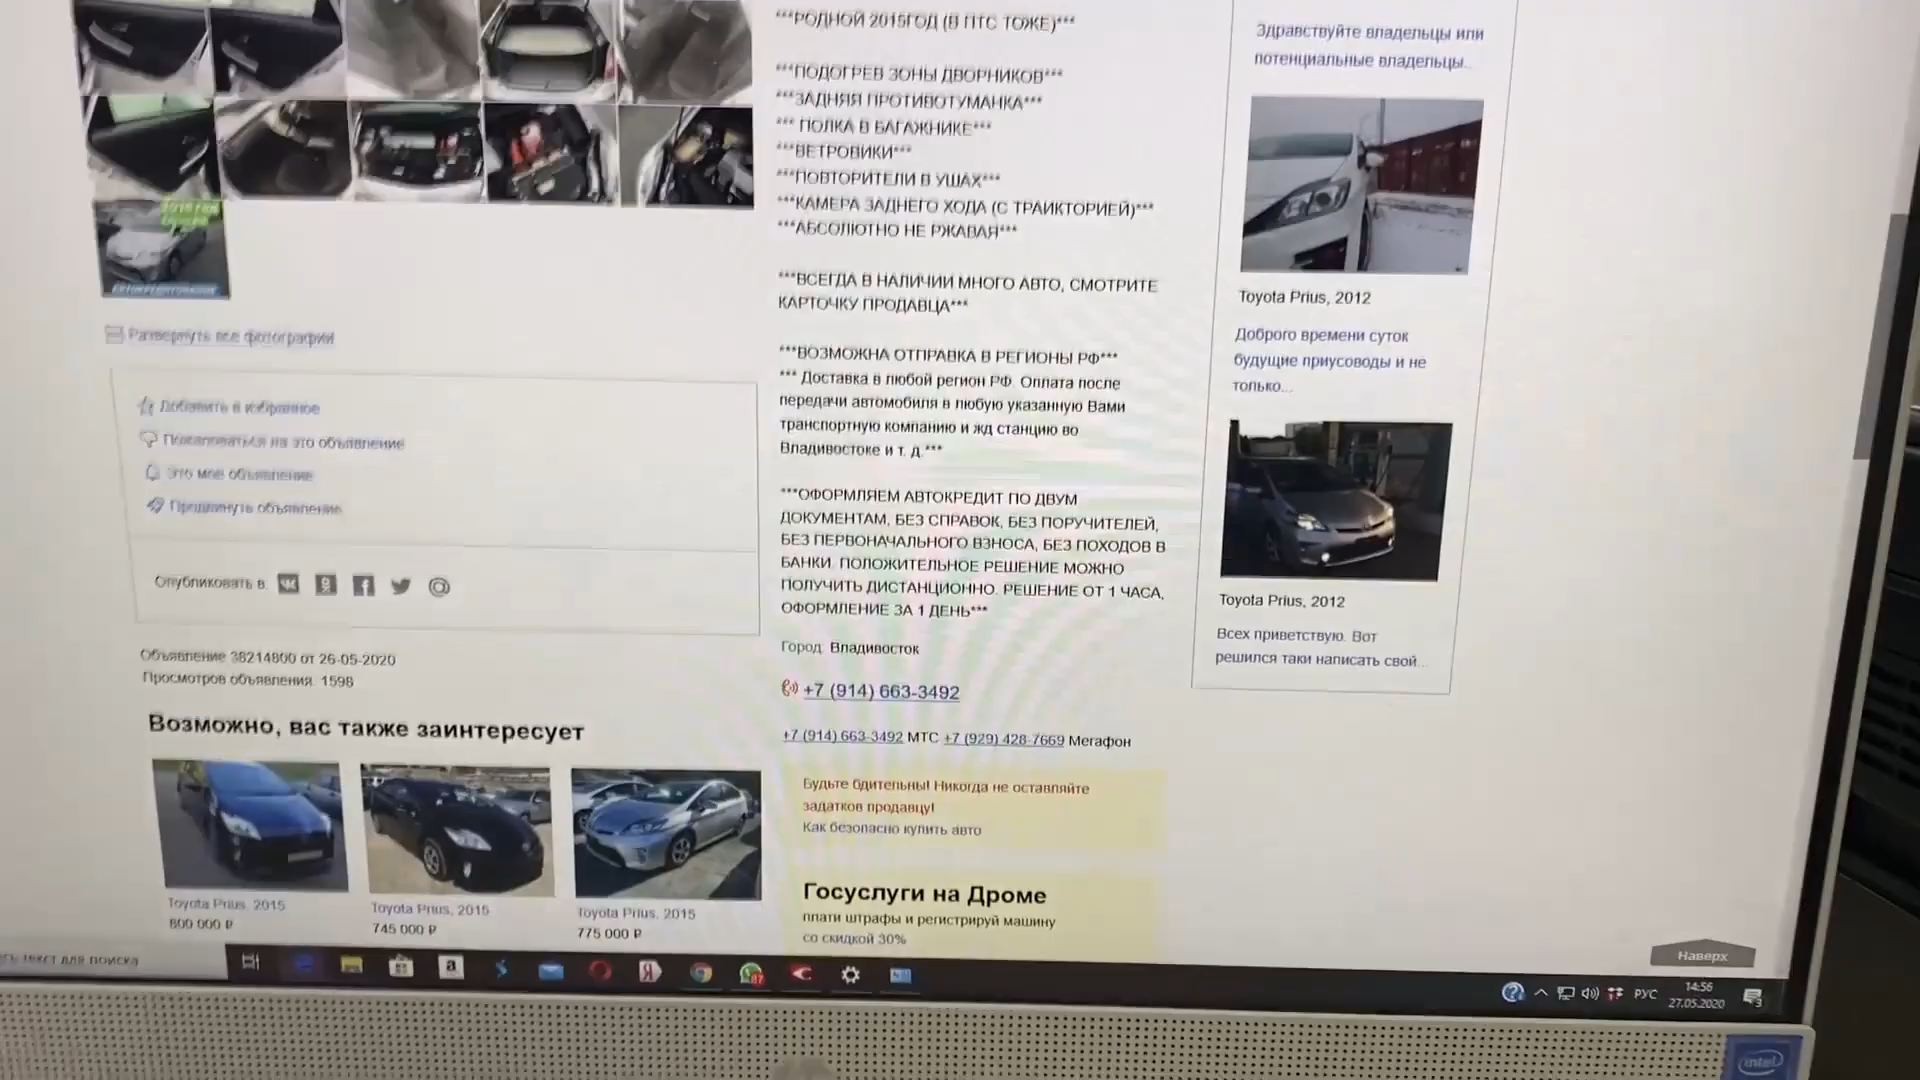 ***РОДНОЙ 2015ГОД (В ПТС ТОЖЕ)***
***ПОДОГРЕВ ЗОНЫ ДВОРНИКОВ***
***ЗАДНЯЯ ПРОТИВОТУМАНКА***
*** ПОЛКА В БАГАЖНИКЕ***
***ВЕТРОВИКИ***
***ПОВТОРИТЕЛИ В УШАХ***
***КАМЕРА ЗАДНЕГО ХОДА (С ТРАИКТОРИЕЙ)***
***АБСОЛЮТНО НЕ РЖАВАЯ***
***ВСЕГДА В НАЛИЧИИ МНОГО АВТО, СМОТРИТЕ
КАРТОЧКУ ПРОДАВЦА***
***ВОЗМОЖНА ОТПРАВКА В РЕГИОНЫ РФ***
*** Доставка в любой регион РФ. Оплата после
передачи автомобиля в любую указанную Вами
транспортную компанию и жд станцию во
Владивостоке и т. д.***
***ОФОРМЛЯЕМ АВТОКРЕДИТ ПО ДВУМ
ДОКУМЕНТАМ, БЕЗ СПРАВОК, БЕЗ ПОРУЧИТЕЛЕЙ,
БЕЗ ПЕРВОНАЧАЛЬНОГО ВЗНОСА, БЕЗ ПОХОДОВ В
БАНКИ. ПОЛОЖИТЕЛЬНОЕ РЕШЕНИЕ МОЖНО
ПОЛУЧИТЬ ДИСТАНЦИОННО. РЕШЕНИЕ ОТ 1 ЧАСА,
ОФОРМЛЕНИЕ ЗА 1 ДЕНЬ***
Город: Владивосток
+7 (914) 663-3492
+7 (914) 663-3492 МТС +7 (929) 428-7669 Мегафон
Будьте бдительны! Никогда не оставляйте
задатков продавцу!
Как безопасно купить авто
Госуслуги на Дроме
плати штрафы и регистрируй машину
со скидкой 30%
Развернуть все фотографии
Добавить в избранное
Пожаловаться на это объявление
Это мое объявление
Продвинуть объявление
Опубликовать в:
Объявление 38214800 от 26-05-2020
Просмотров объявления: 1598
Возможно, вас также заинтересует
Toyota Prius, 2015
800 000 ₽
Toyota Prius, 2015
745 000 ₽
Toyota Prius, 2015
775 000 ₽
Здравствуйте владельцы или
потенциальные владельцы...
Toyota Prius, 2012
Доброго времени суток
будущие приусоводы и не
только...
Toyota Prius, 2012
Всех приветствую. Вот
решился таки написать свой...
Наверх
текст для поиска
87
РУС
14:56
27.05.2020
3
intel